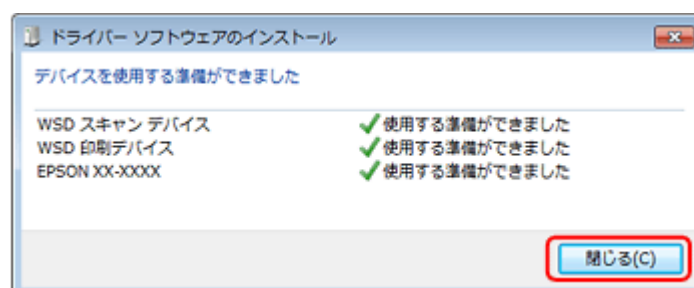 ドライバー ソフトウェアのインストール
デバイスを使用する準備ができました
WSD スキャン デバイス 使用する準備ができました
WSD 印刷デバイス 使用する準備ができました
EPSON XX-XXXX 使用する準備ができました
閉じる(C)